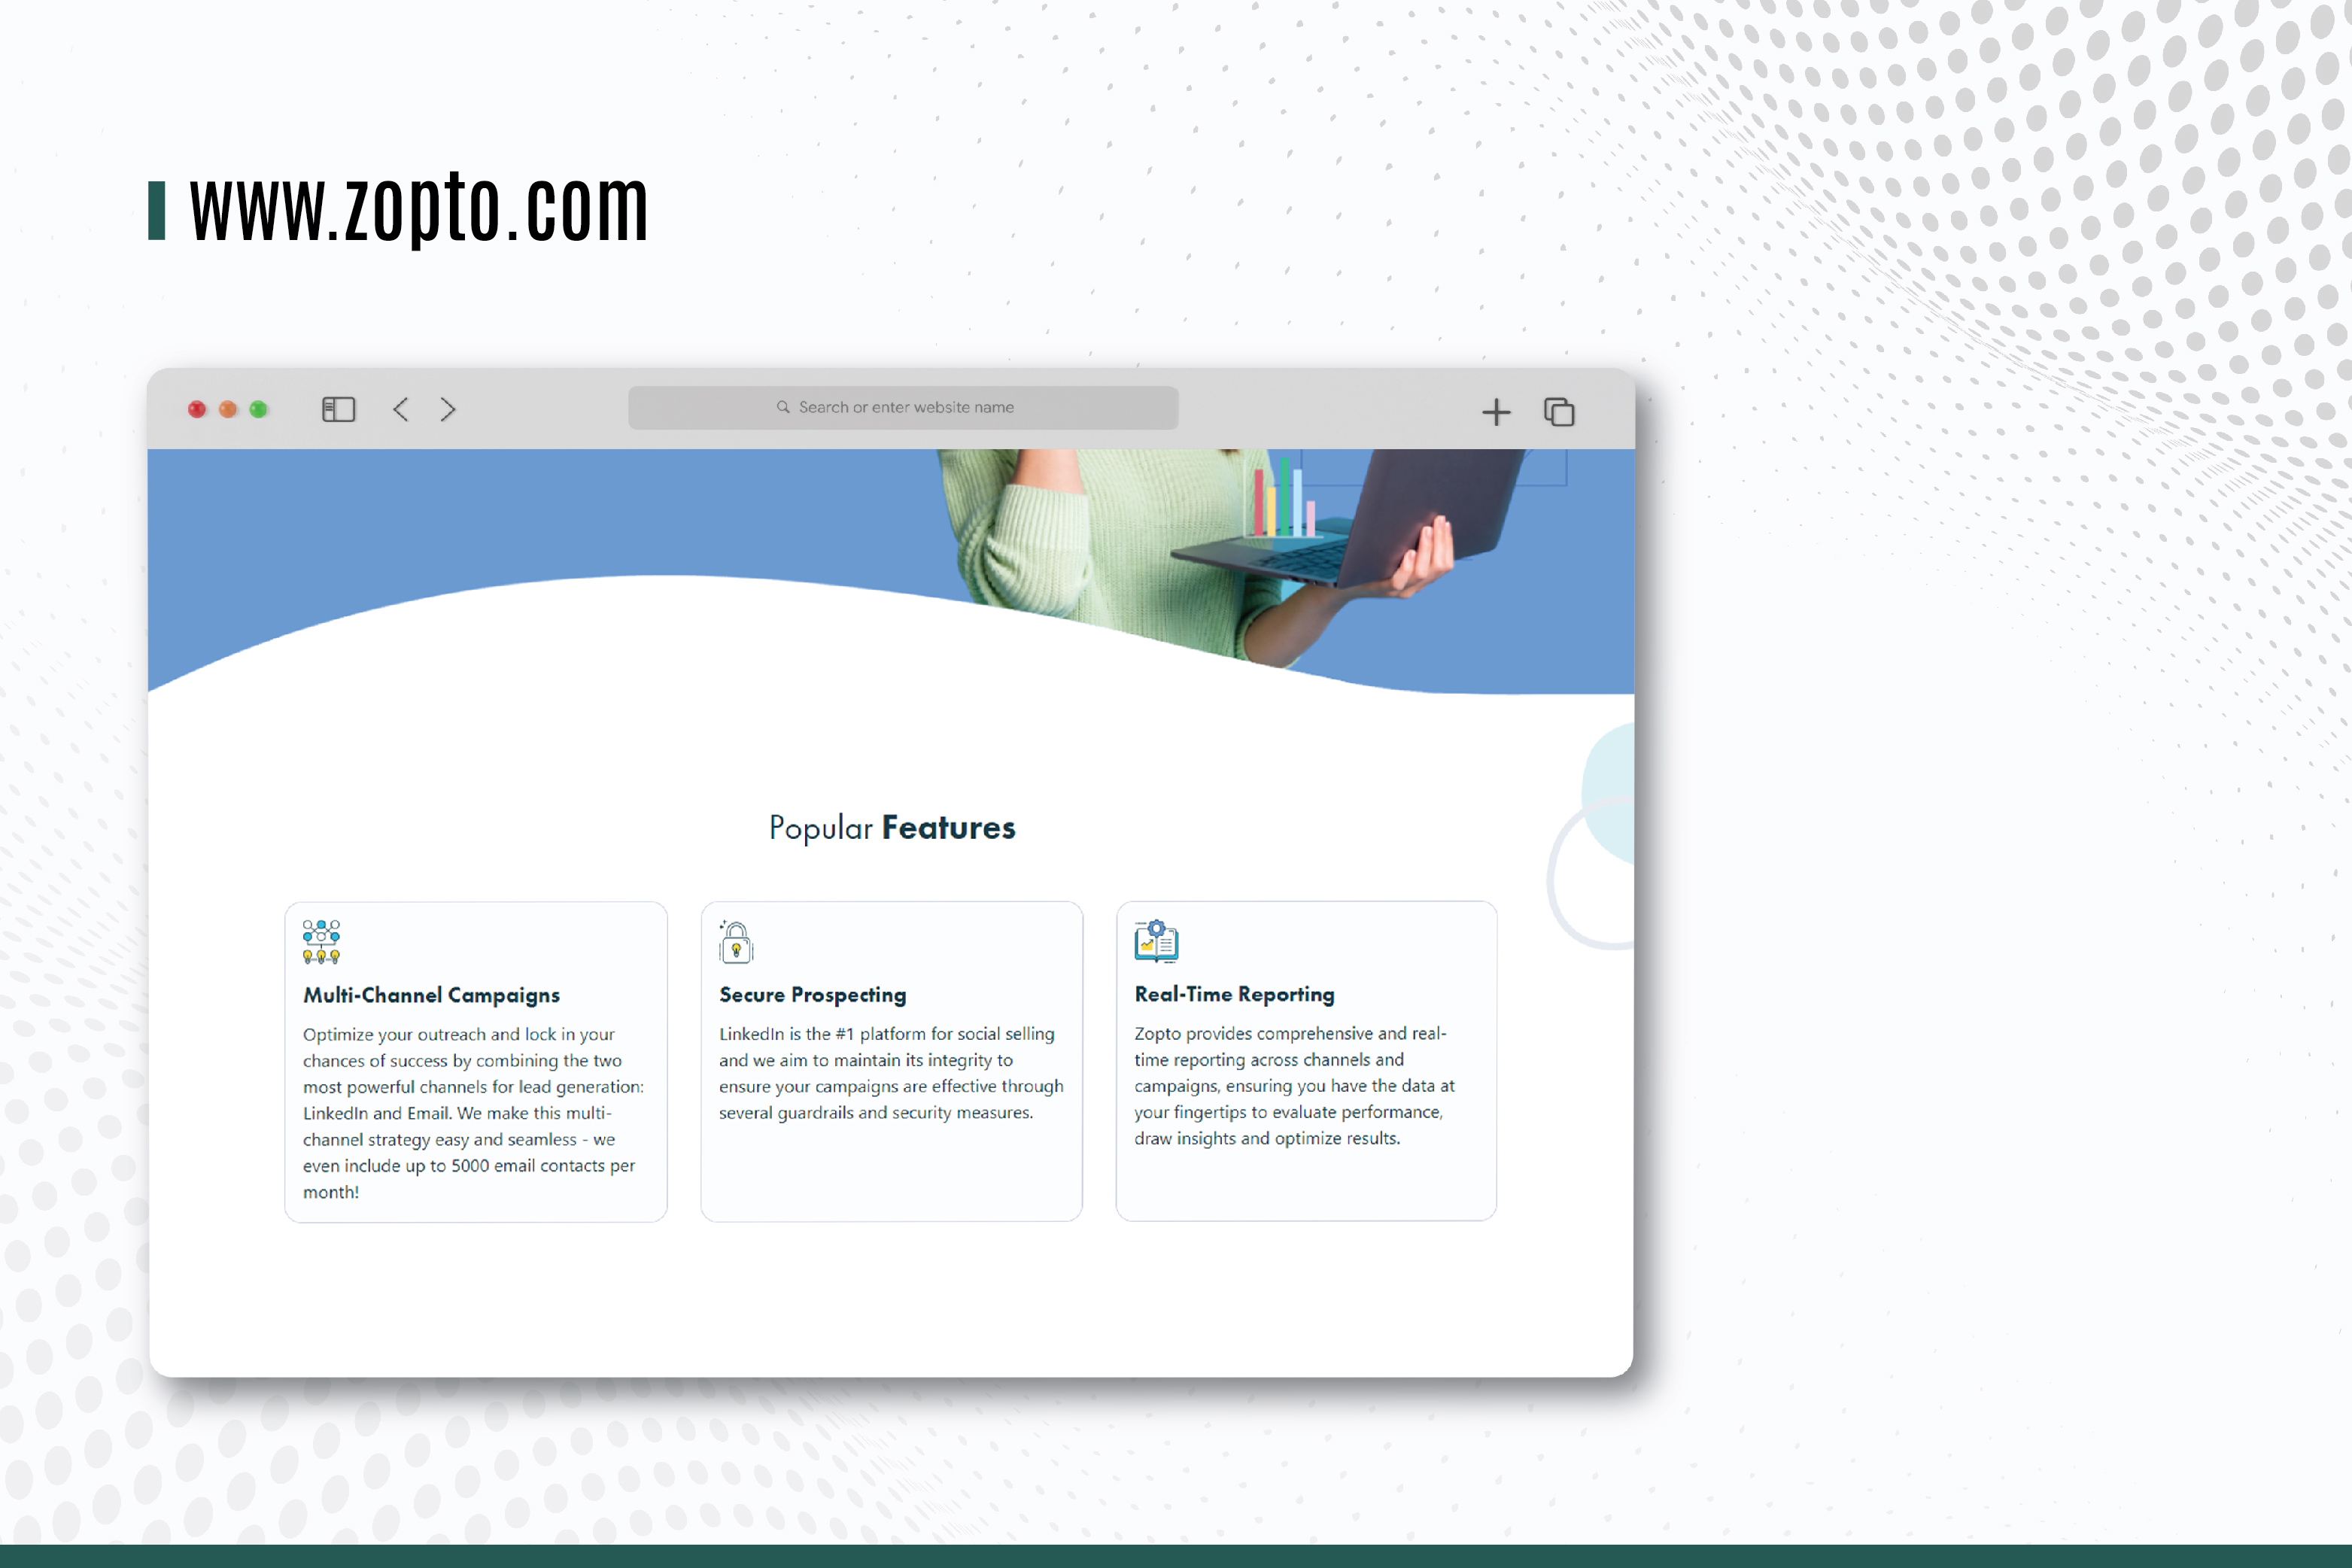 www.zopto.com
Search or enter website name
Popular Features
Multi-Channel Campaigns
Optimize your outreach and lock in your
chances of success by combining the two
most powerful channels for lead generation:
LinkedIn and Email. We make this multi-
channel strategy easy and seamless - we
even include up to 5000 email contacts per
month!
Secure Prospecting
LinkedIn is the #1 platform for social selling
and we aim to maintain its integrity to
ensure your campaigns are effective through
several guardrails and security measures.
Real-Time Reporting
Zopto provides comprehensive and real-
time reporting across channels and
campaigns, ensuring you have the data at
your fingertips to evaluate performance,
draw insights and optimize results.